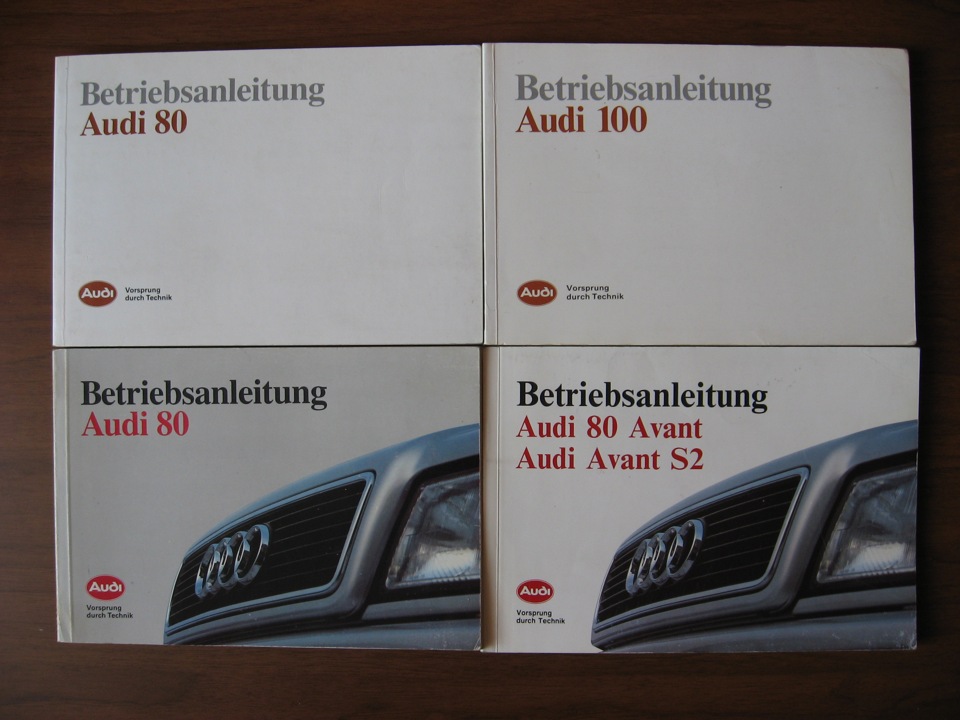 Betriebsanleitung
Audi 80
Audi
Vorsprung
durch Technik
Betriebsanleitung
Audi 100
Audi
Vorsprung
durch Technik
Betriebsanleitung
Audi 80
Audi
Vorsprung
durch Technik
Betriebsanleitung
Audi 80 Avant
Audi Avant S2
Audi
Vorsprung
durch Technik